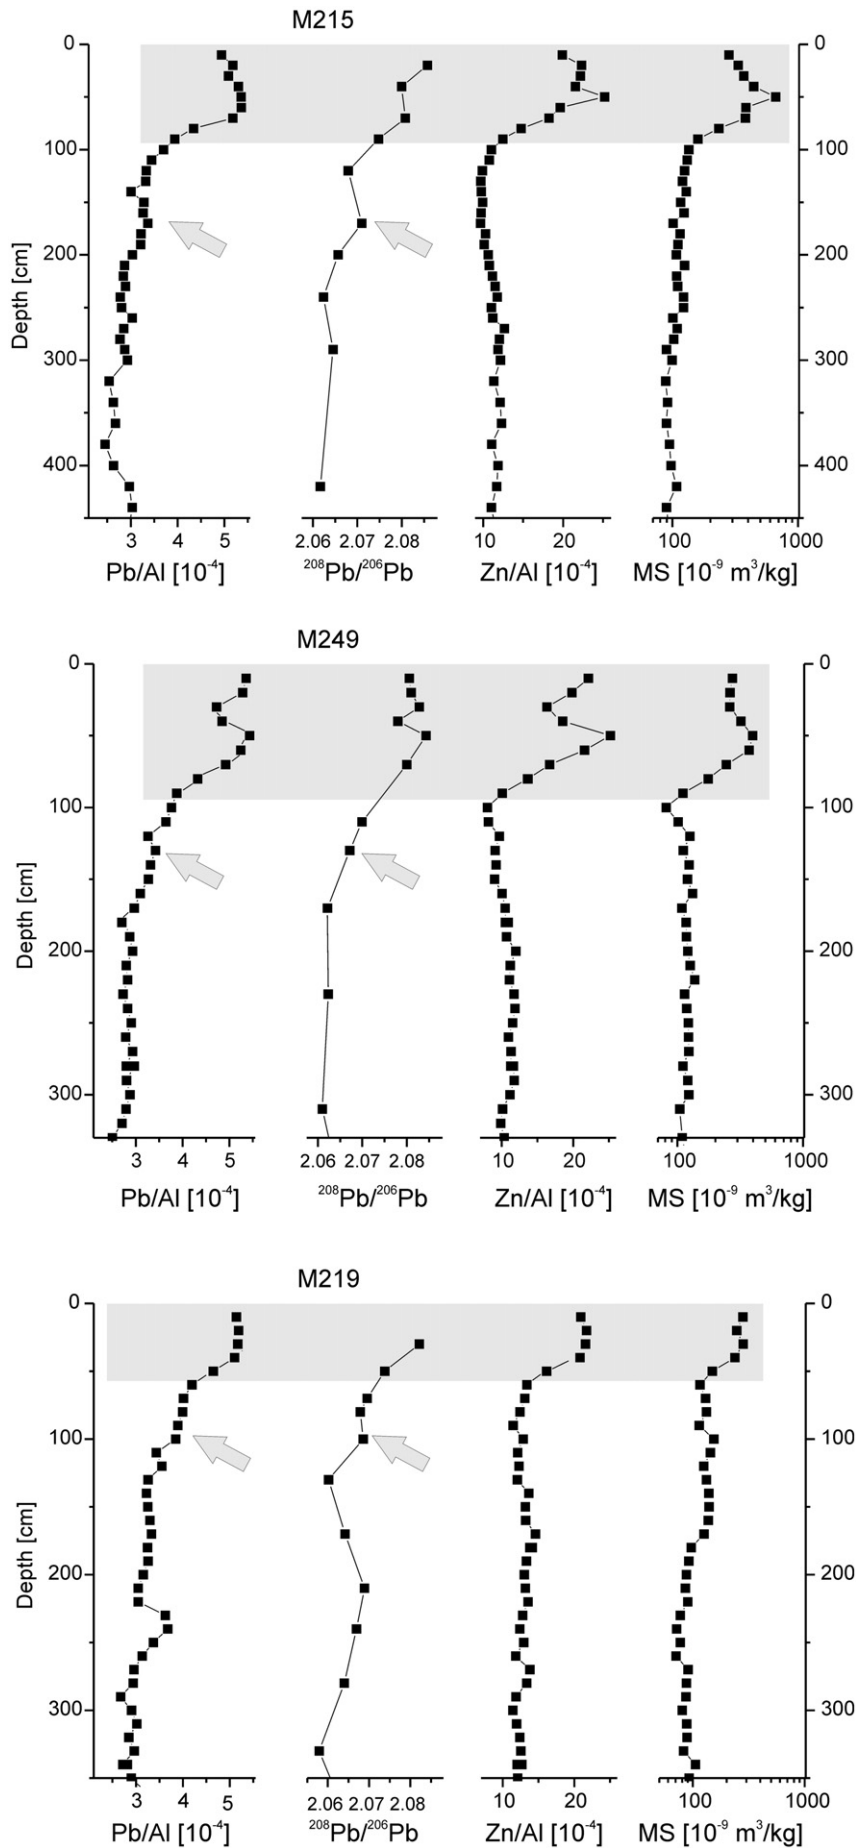 M215
0 0
100 100
200 200
300 300
400 400
Depth [cm]
3 4 5 2.06 2.07 2.08 10 20 100 1000
Pb/Al [10⁻⁴] ²⁰⁸Pb/²⁰⁶Pb Zn/Al [10⁻⁴] MS [10⁻⁹ m³/kg]
M249
0 0
100 100
200 200
300 300
Depth [cm]
3 4 5 2.06 2.07 2.08 10 20 100 1000
Pb/Al [10⁻⁴] ²⁰⁸Pb/²⁰⁶Pb Zn/Al [10⁻⁴] MS [10⁻⁹ m³/kg]
M219
0 0
100 100
200 200
300 300
Depth [cm]
3 4 5 2.06 2.07 2.08 10 20 100 1000
Pb/Al [10⁻⁴] ²⁰⁸Pb/²⁰⁶Pb Zn/Al [10⁻⁴] MS [10⁻⁹ m³/kg]